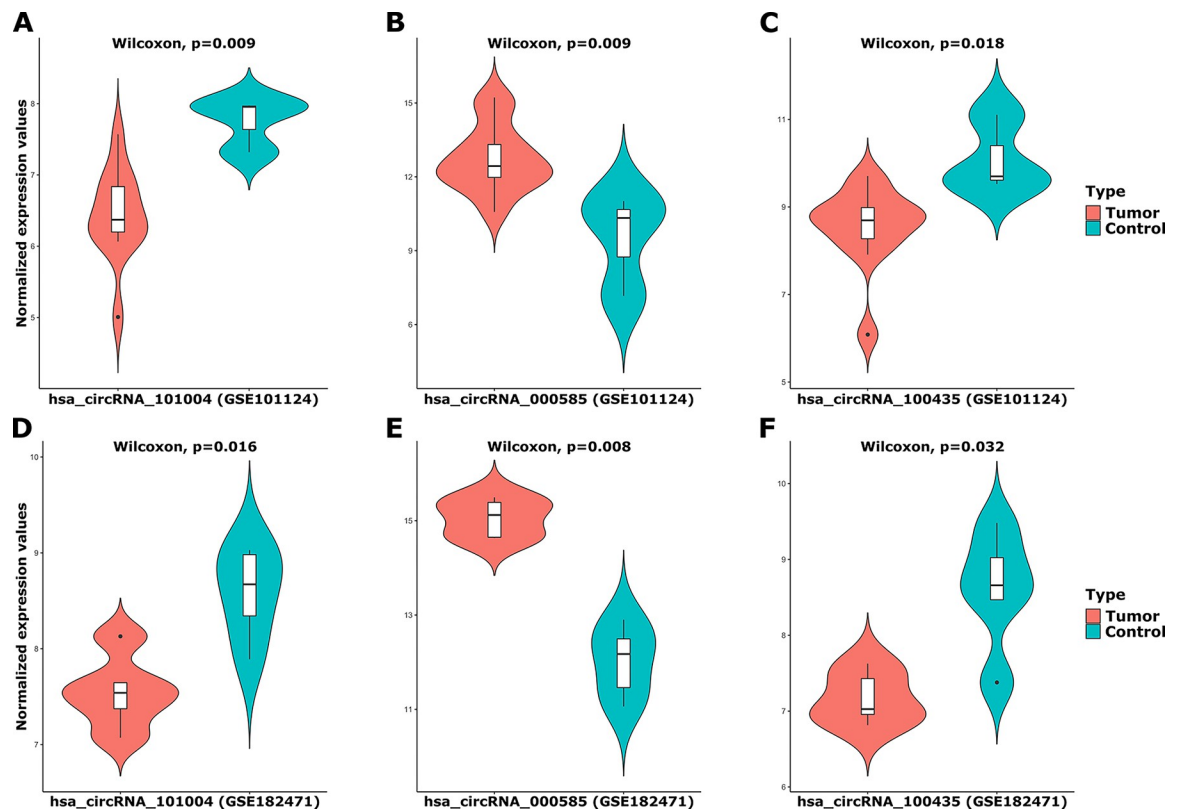 A
B
C
Wilcoxon, p=0.009
Wilcoxon, p=0.009
Wilcoxon, p=0.018
Normalized expression values
8
7
6
5
15
12
9
6
11
9
7
5
Type
Tumor
Control
hsa_circRNA_101004 (GSE101124)
hsa_circRNA_000585 (GSE101124)
hsa_circRNA_100435 (GSE101124)
D
E
F
Wilcoxon, p=0.016
Wilcoxon, p=0.008
Wilcoxon, p=0.032
Normalized expression values
10
9
8
7
15
13
11
10
9
8
7
6
Type
Tumor
Control
hsa_circRNA_101004 (GSE182471)
hsa_circRNA_000585 (GSE182471)
hsa_circRNA_100435 (GSE182471)